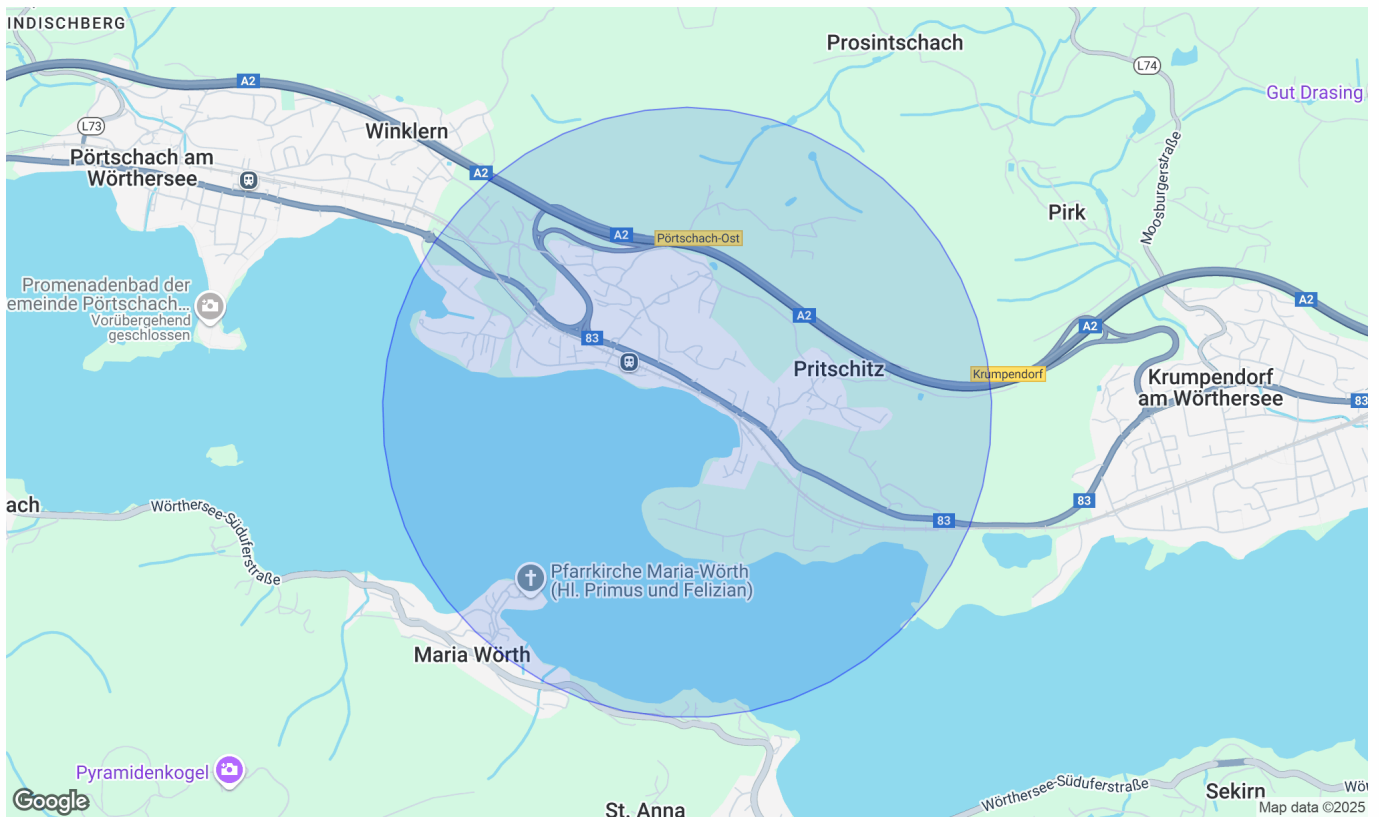 INDISCHBERG
Prosintschach
L74
A2
Gut Drasing
L73
Winklern
Pörtschach am
Wörthersee
A2
Moosburgerstraße
Pirk
A2
Pörtschach-Ost
Promenadenbad der
emeinde Pörtschach...
Vorübergehend
geschlossen
A2
A2
A2
83
Pritschitz
Krumpendorf
Krumpendorf
am Wörthersee
83
ach
Wörthersee-Süduferstraße
83
83
Pfarrkirche Maria-Wörth
(Hl. Primus und Felizian)
Maria Wörth
Pyramidenkogel
Wörthersee-Süduferstraße
Sekirn
Wör
Google
St. Anna
Map data ©2025